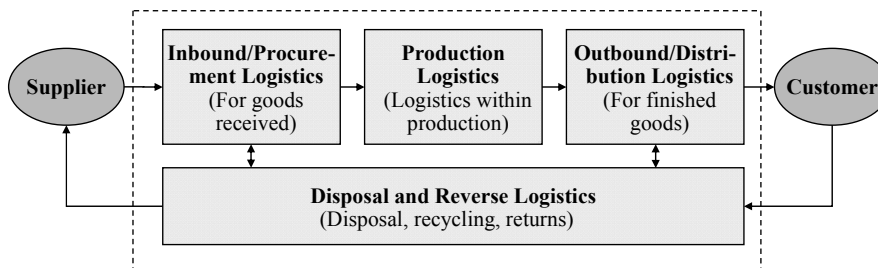 Supplier
Inbound/Procure-
ment Logistics
(For goods
received)
Production
Logistics
(Logistics within
production)
Outbound/Distri-
bution Logistics
(For finished
goods)
Customer
Disposal and Reverse Logistics
(Disposal, recycling, returns)